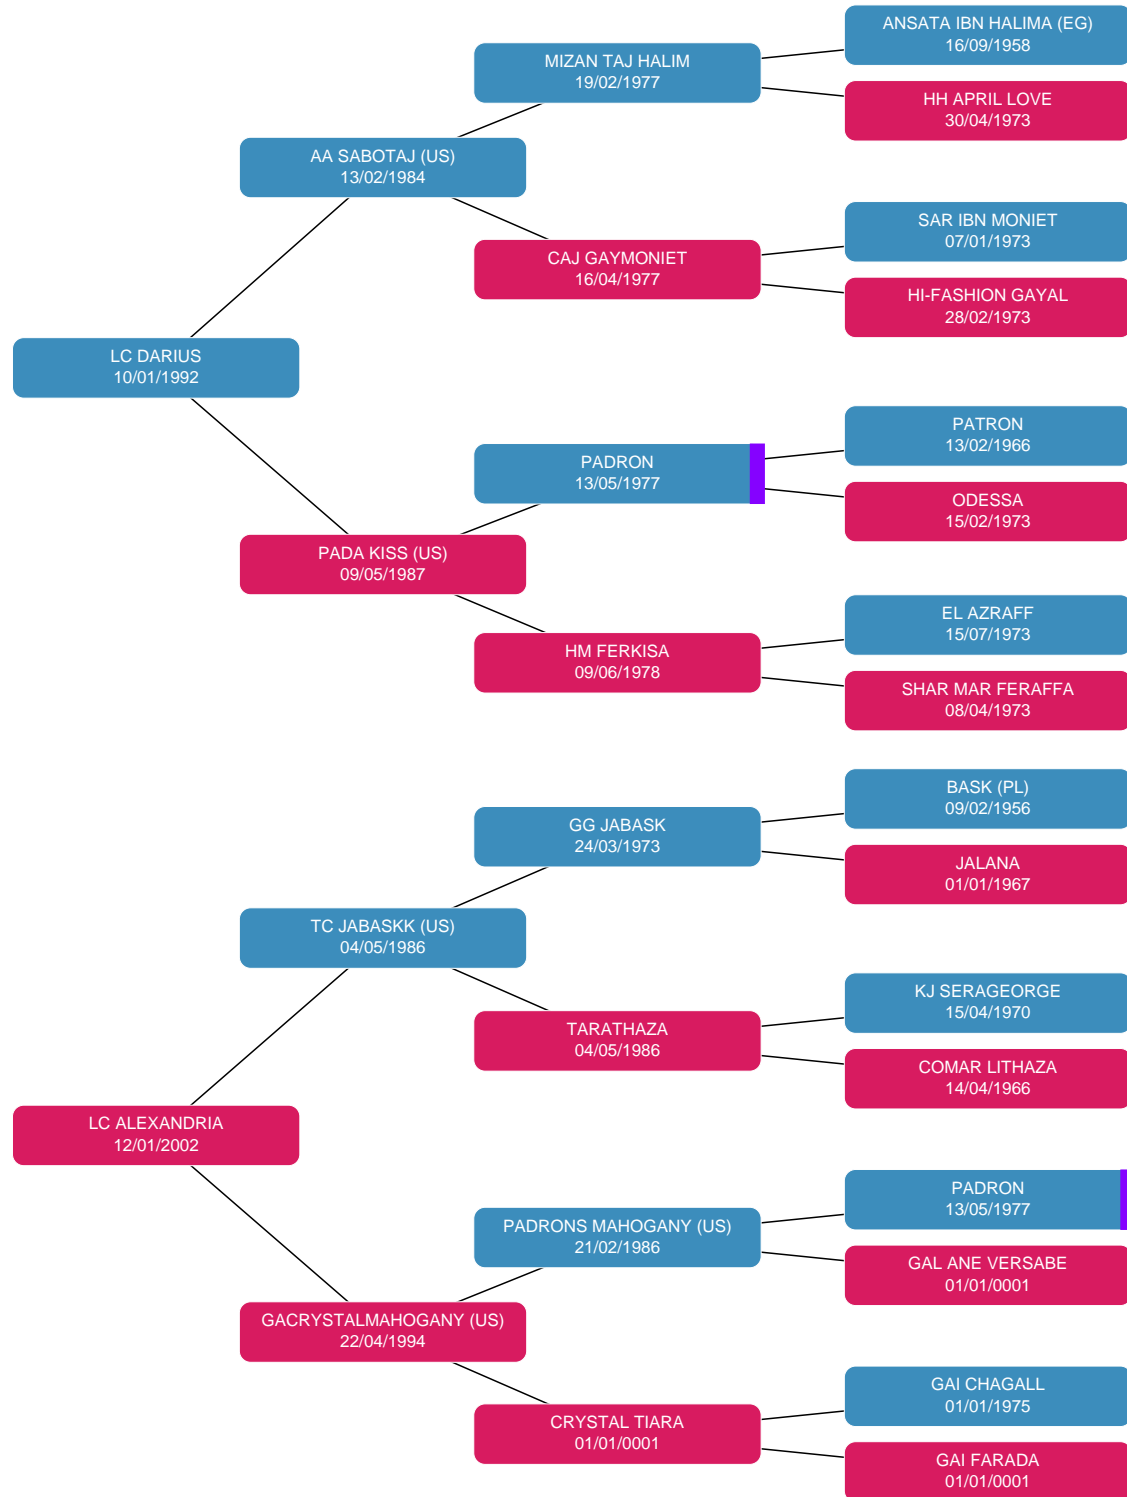 ANSATA IBN HALIMA (EG)
16/09/1958
MIZAN TAJ HALIM
19/02/1977
HH APRIL LOVE
30/04/1973
AA SABOTAJ (US)
13/02/1984
SAR IBN MONIET
07/01/1973
CAJ GAYMONIET
16/04/1977
HI-FASHION GAYAL
28/02/1973
LC DARIUS
10/01/1992
PATRON
13/02/1966
PADRON
13/05/1977
ODESSA
15/02/1973
PADA KISS (US)
09/05/1987
EL AZRAFF
15/07/1973
HM FERKISA
09/06/1978
SHAR MAR FERAFFA
08/04/1973
BASK (PL)
09/02/1956
GG JABASK
24/03/1973
JALANA
01/01/1967
TC JABASKK (US)
04/05/1986
KJ SERAGEORGE
15/04/1970
TARATHAZA
04/05/1986
COMAR LITHAZA
14/04/1966
LC ALEXANDRIA
12/01/2002
PADRON
13/05/1977
PADRONS MAHOGANY (US)
21/02/1986
GAL ANE VERSABE
01/01/0001
GACRYSTALMAHOGANY (US)
22/04/1994
GAI CHAGALL
01/01/1975
CRYSTAL TIARA
01/01/0001
GAI FARADA
01/01/0001